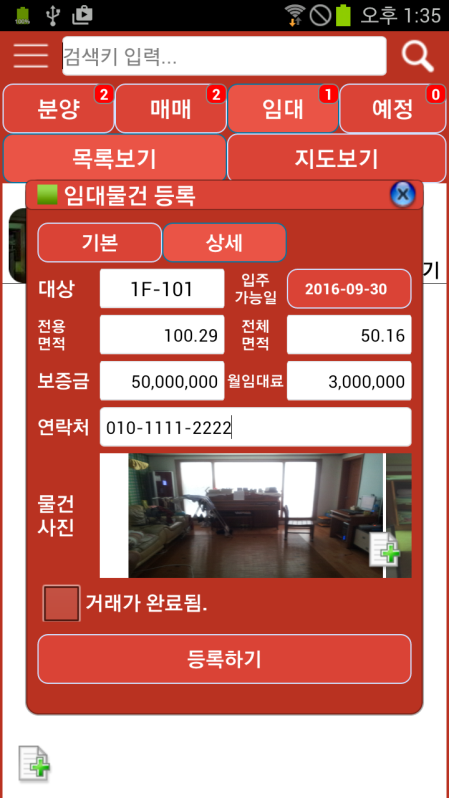 100%
오후 1:35
검색키 입력...
분양 2
매매 2
임대 1
예정 0
목록보기
지도보기
임대물건 등록
기
기본
상세
대상
1F-101
입주
가능일
2016-09-30
전용
면적
100.29
전체
면적
50.16
보증금
50,000,000
월임대료
3,000,000
연락처
010-1111-2222
물건
사진
거래가 완료됨.
등록하기